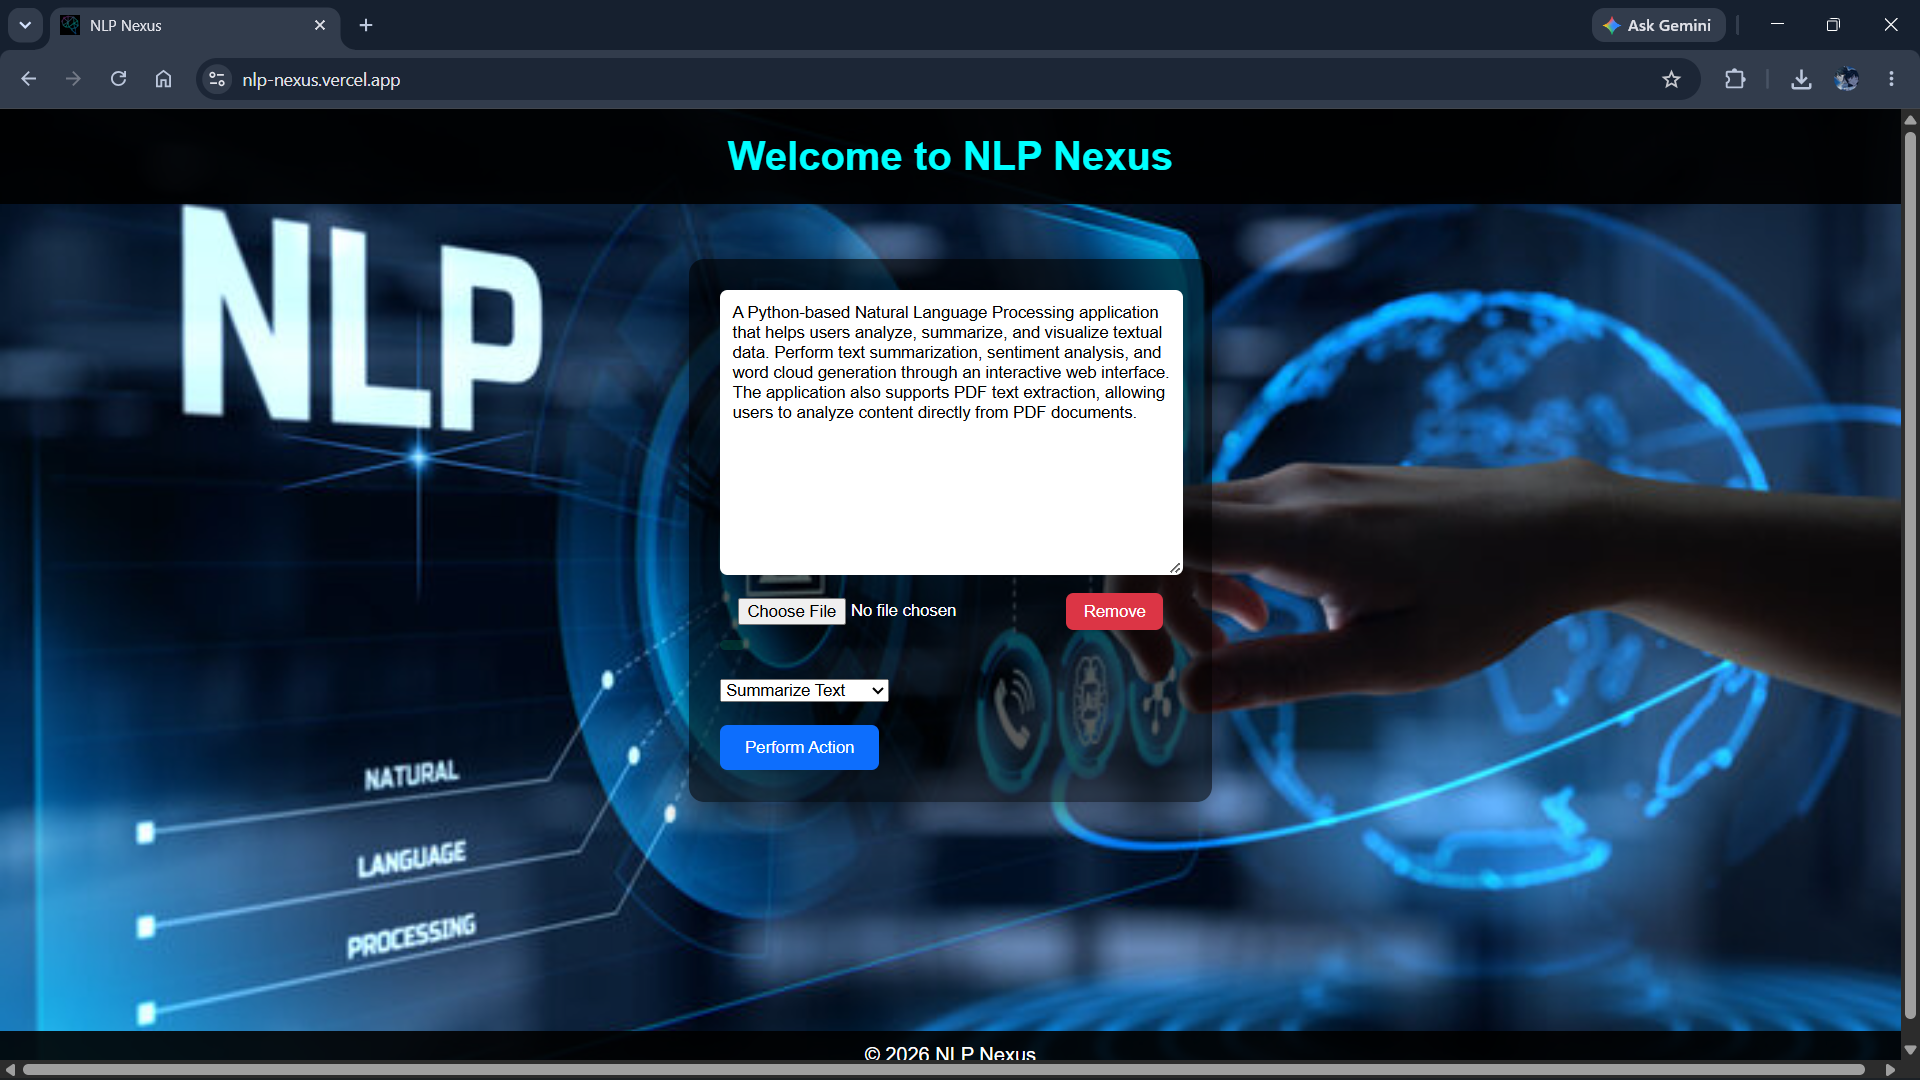 NLP Nexus
Ask Gemini
nlp-nexus.vercel.app
Welcome to NLP Nexus
NLP
A Python-based Natural Language Processing application
that helps users analyze, summarize, and visualize textual
data. Perform text summarization, sentiment analysis, and
word cloud generation through an interactive web interface.
The application also supports PDF text extraction, allowing
users to analyze content directly from PDF documents.
Choose File No file chosen
Remove
Summarize Text
Perform Action
NATURAL
LANGUAGE
PROCESSING
© 2026 NLP Nexus